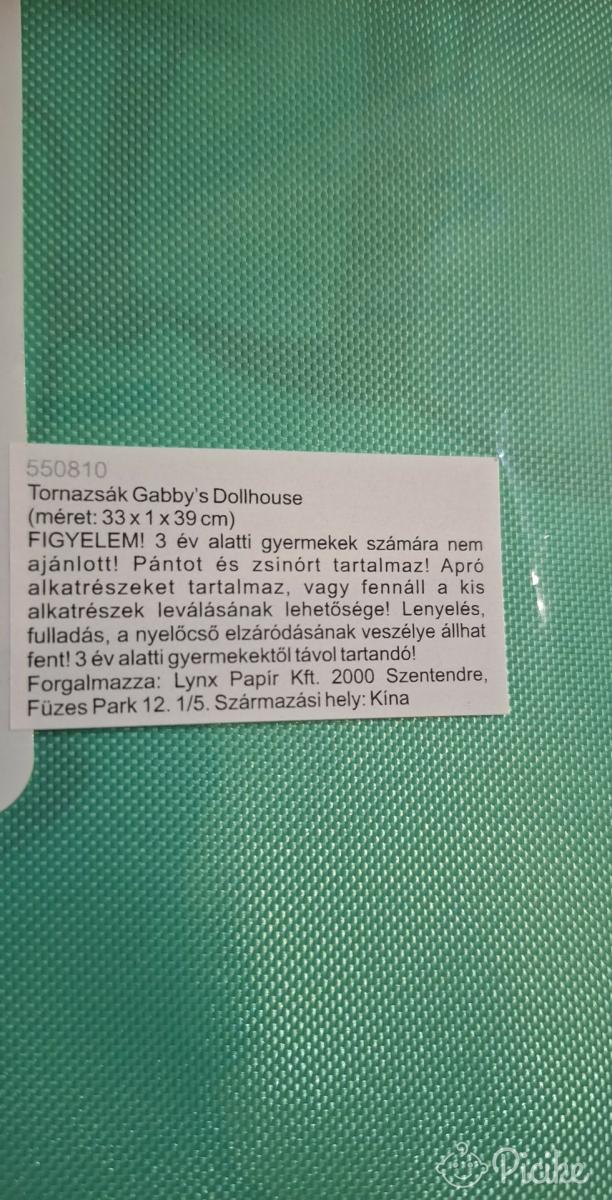 550810
Tornazsák Gabby's Dollhouse
(méret: 33 x 1 x 39 cm)
FIGYELEM! 3 év alatti gyermekek számára nem
ajánlott! Pántot és zsinórt tartalmaz! Apró
alkatrészeket tartalmaz, vagy fennáll a kis
alkatrészek leválásának lehetősége! Lenyelés,
fulladás, a nyelőcső elzáródásának veszélye állhat
fent! 3 év alatti gyermekektől távol tartandó!
Forgalmazza: Lynx Papír Kft. 2000 Szentendre,
Füzes Park 12. 1/5. Származási hely: Kína
Picike